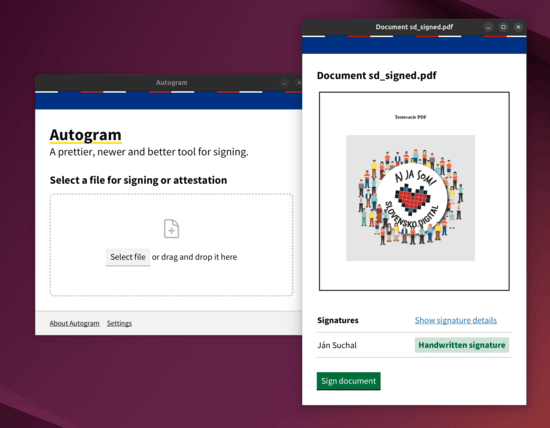 Autogram
Autogram
A prettier, newer and better tool for signing.
Select a file for signing or attestation
Select file or drag and drop it here
About Autogram Settings
Document sd_signed.pdf
Document sd_signed.pdf
Testovacie PDF
AJ JA SOM!
SLOVENSKO.DIGITAL
Signatures Show signature details
Ján Suchal Handwritten signature
Sign document